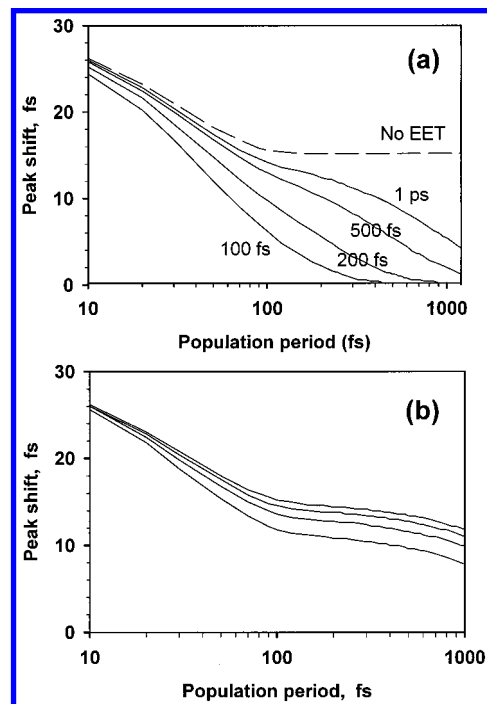 30
(a)
Peak shift, fs
20
No EET
1 ps
10
500 fs
100 fs
200 fs
0
10
100
1000
Population period (fs)
30
(b)
Peak shift, fs
20
10
0
10
100
1000
Population period, fs